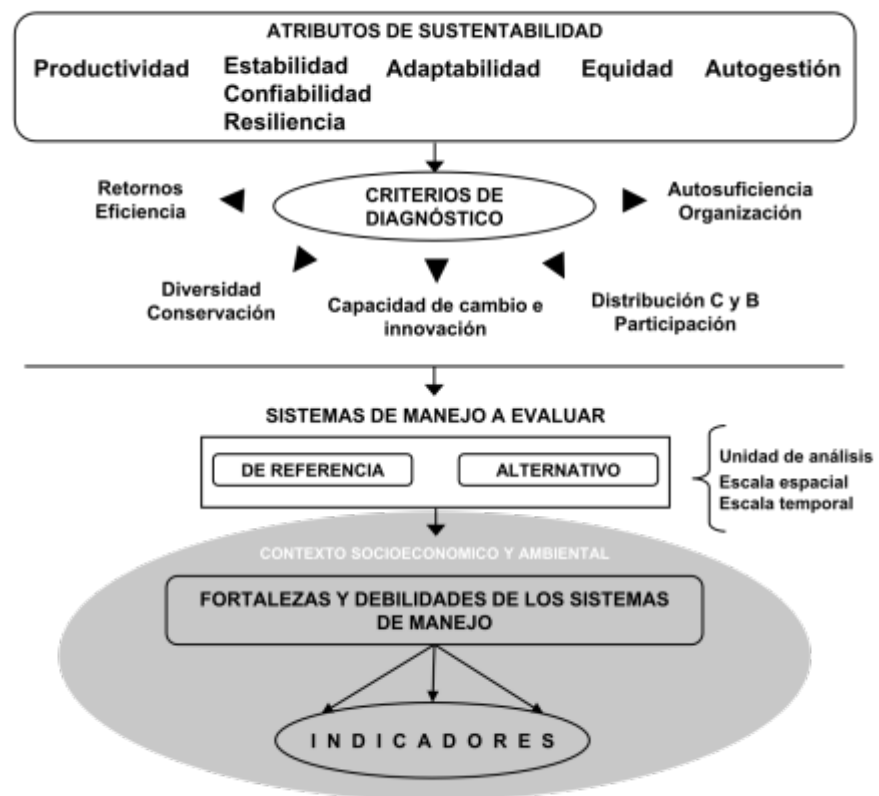 ATRIBUTOS DE SUSTENTABILIDAD
Productividad
Estabilidad
Confiabilidad
Resiliencia
Adaptabilidad
Equidad
Autogestión
Retornos
Eficiencia
CRITERIOS DE
DIAGNÓSTICO
Autosuficiencia
Organización
Diversidad
Conservación
Capacidad de cambio e
innovación
Distribución C y B
Participación
SISTEMAS DE MANEJO A EVALUAR
DE REFERENCIA
ALTERNATIVO
Unidad de análisis
Escala espacial
Escala temporal
CONTEXTO SOCIOECONOMICO Y AMBIENTAL
FORTALEZAS Y DEBILIDADES DE LOS SISTEMAS
DE MANEJO
I N D I C A D O R E S